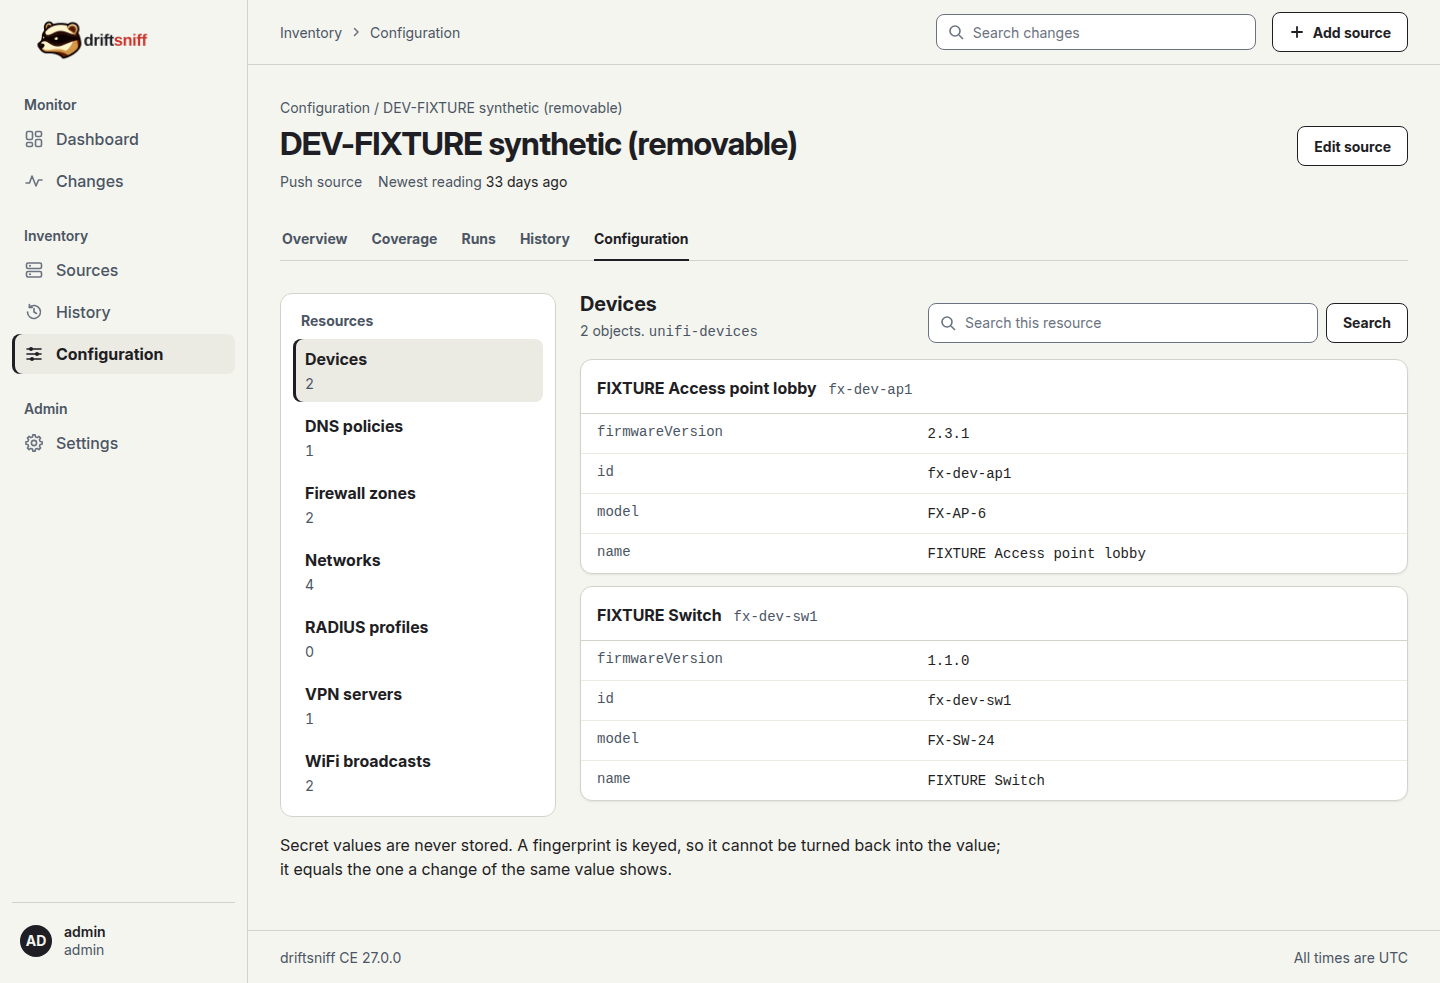 driftsniff
Monitor
Dashboard
Changes
Inventory
Sources
History
Configuration
Admin
Settings
AD
admin
admin
Inventory > Configuration
Search changes
+ Add source
Configuration / DEV-FIXTURE synthetic (removable)
DEV-FIXTURE synthetic (removable)
Edit source
Push source Newest reading 33 days ago
Overview Coverage Runs History Configuration
Resources
Devices
2
DNS policies
1
Firewall zones
2
Networks
4
RADIUS profiles
0
VPN servers
1
WiFi broadcasts
2
Devices
2 objects. unifi-devices
Search this resource
Search
FIXTURE Access point lobby fx-dev-ap1
firmwareVersion 2.3.1
id fx-dev-ap1
model FX-AP-6
name FIXTURE Access point lobby
FIXTURE Switch fx-dev-sw1
firmwareVersion 1.1.0
id fx-dev-sw1
model FX-SW-24
name FIXTURE Switch
Secret values are never stored. A fingerprint is keyed, so it cannot be turned back into the value;
it equals the one a change of the same value shows.
driftsniff CE 27.0.0
All times are UTC